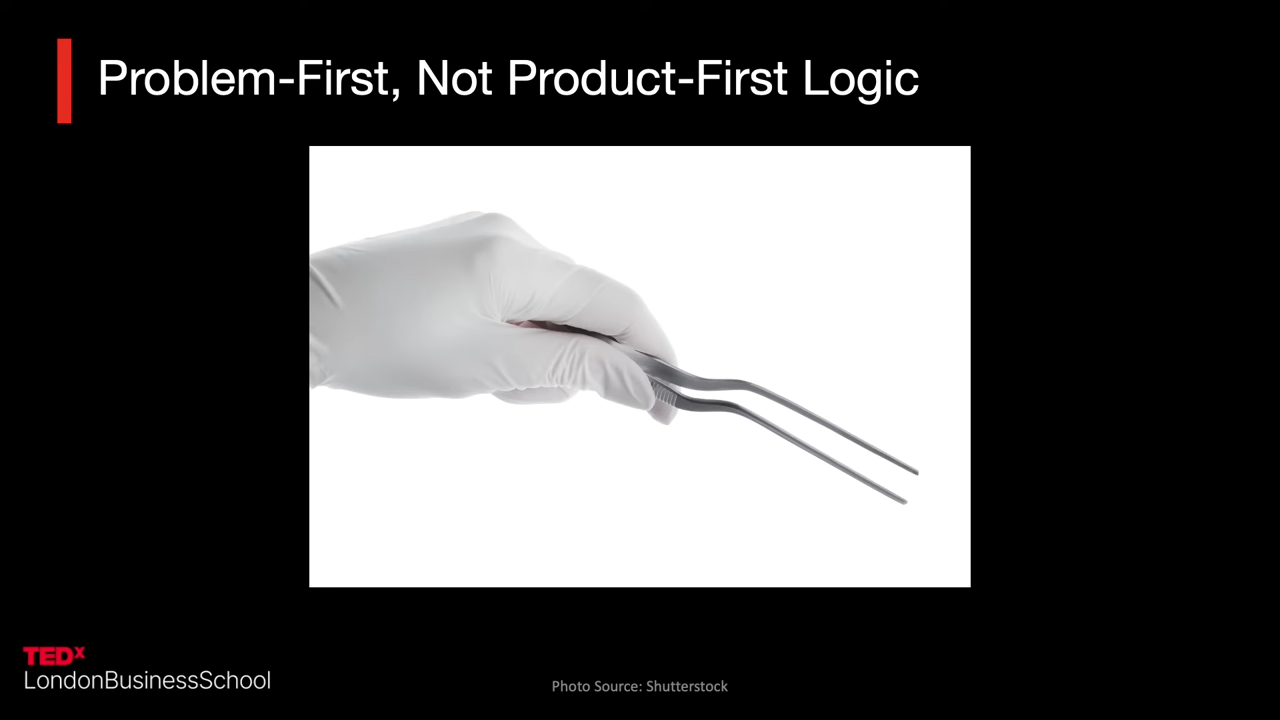 Problem-First, Not Product-First Logic
TEDx
LondonBusinessSchool
Photo Source: Shutterstock